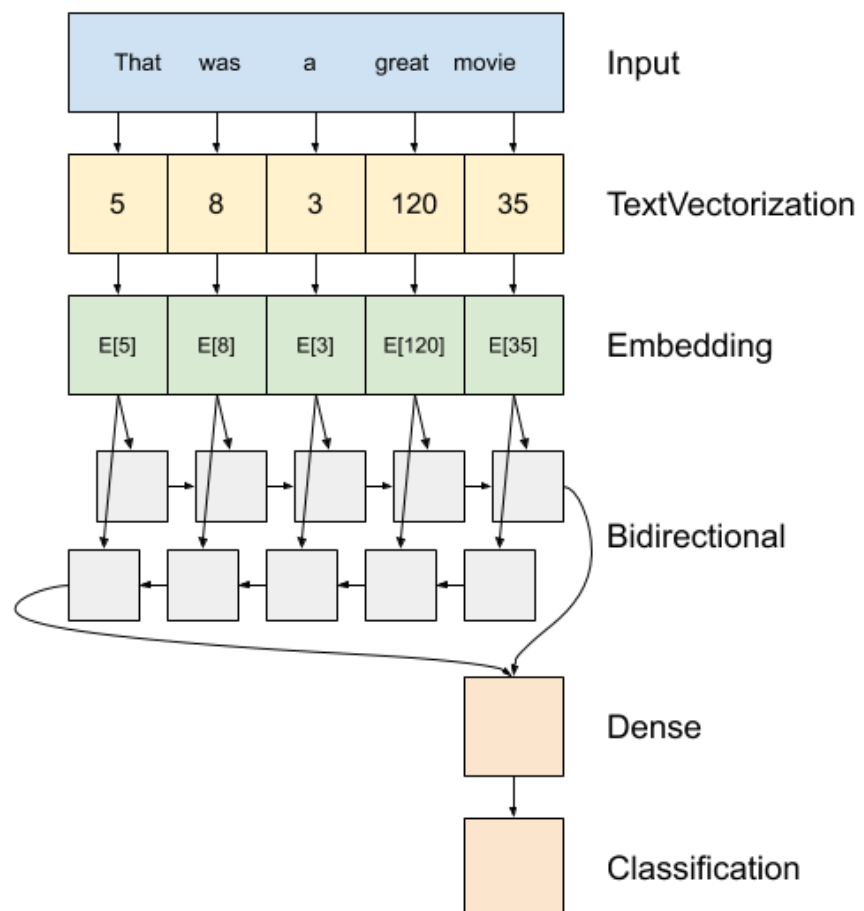 That was a great movie Input
5 8 3 120 35 TextVectorization
E[5] E[8] E[3] E[120] E[35] Embedding
Bidirectional
Dense
Classification